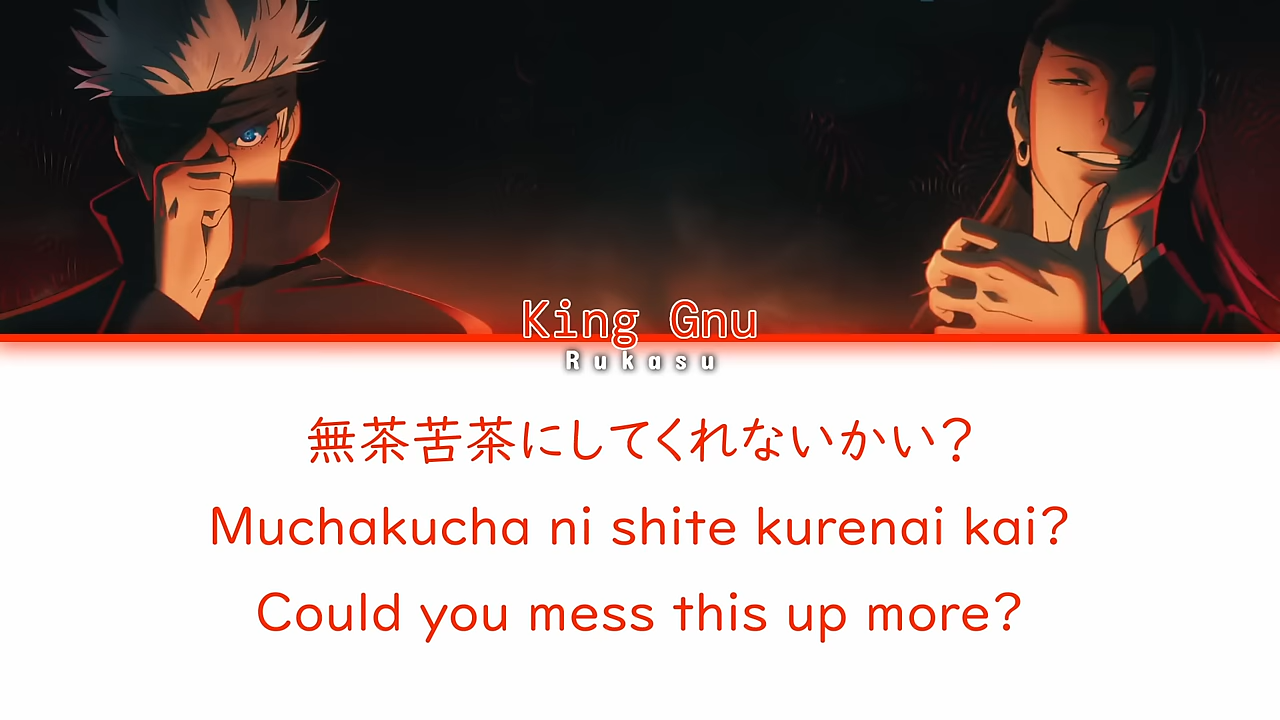 King Gnu
Rukasu
無茶苦茶にしてくれないかい？
Muchakucha ni shite kurenai kai?
Could you mess this up more?